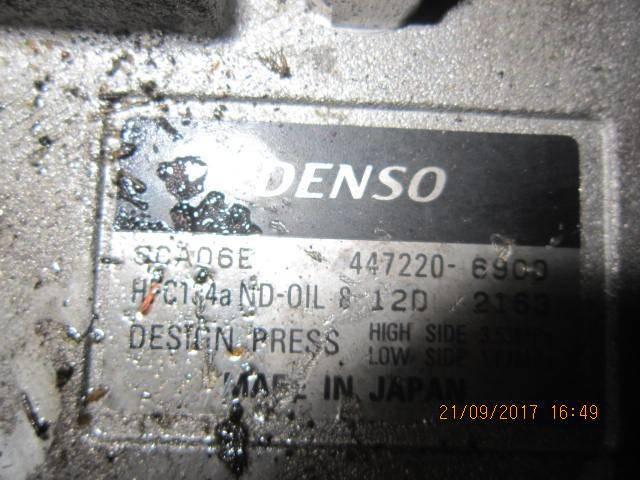 DENSO
SCA06E 447220-6900
HFC134a ND-OIL 8 12D 2163
DESIGN PRESS HIGH SIDE
LOW SIDE
MADE IN JAPAN
21/09/2017 16:49